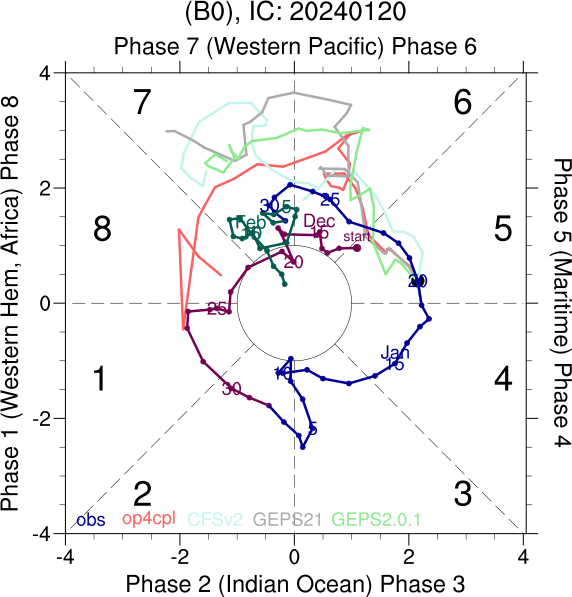 (B0), IC: 20240120
Phase 7 (Western Pacific) Phase 6
Phase 1 (Western Hem, Africa) Phase 8
4
2
0
-2
-4
7
6
8
5
1
4
2
3
30
5
25
Feb
15
Dec
15
start
20
20
25
Jan
15
10
30
5
obs
op4cpl
CFSv2
GEPS21
GEPS2.0.1
-4
-2
0
2
4
Phase 2 (Indian Ocean) Phase 3
Phase 5 (Maritime) Phase 4